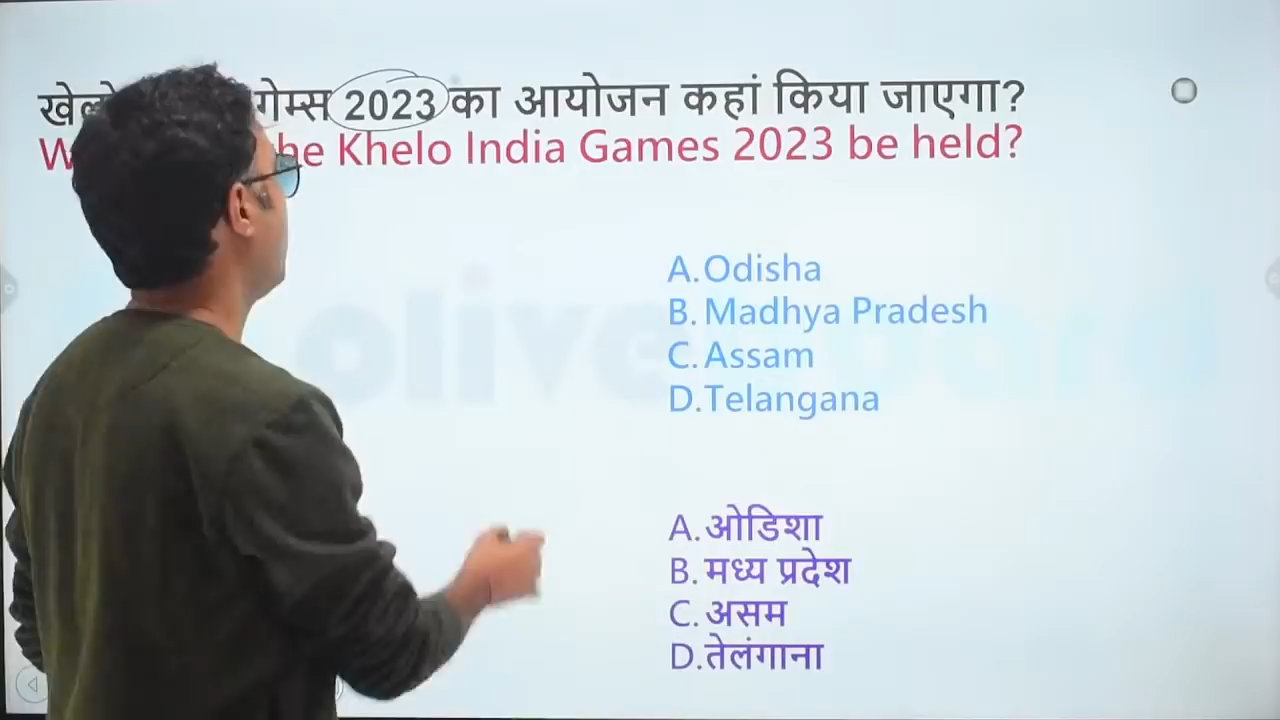 गेम्स 2023 का आयोजन कहां किया जाएगा?
Khelo India Games 2023 be held?
A. Odisha
B. Madhya Pradesh
C. Assam
D. Telangana
A. ओडिशा
B. मध्य प्रदेश
C. असम
D. तेलंगाना